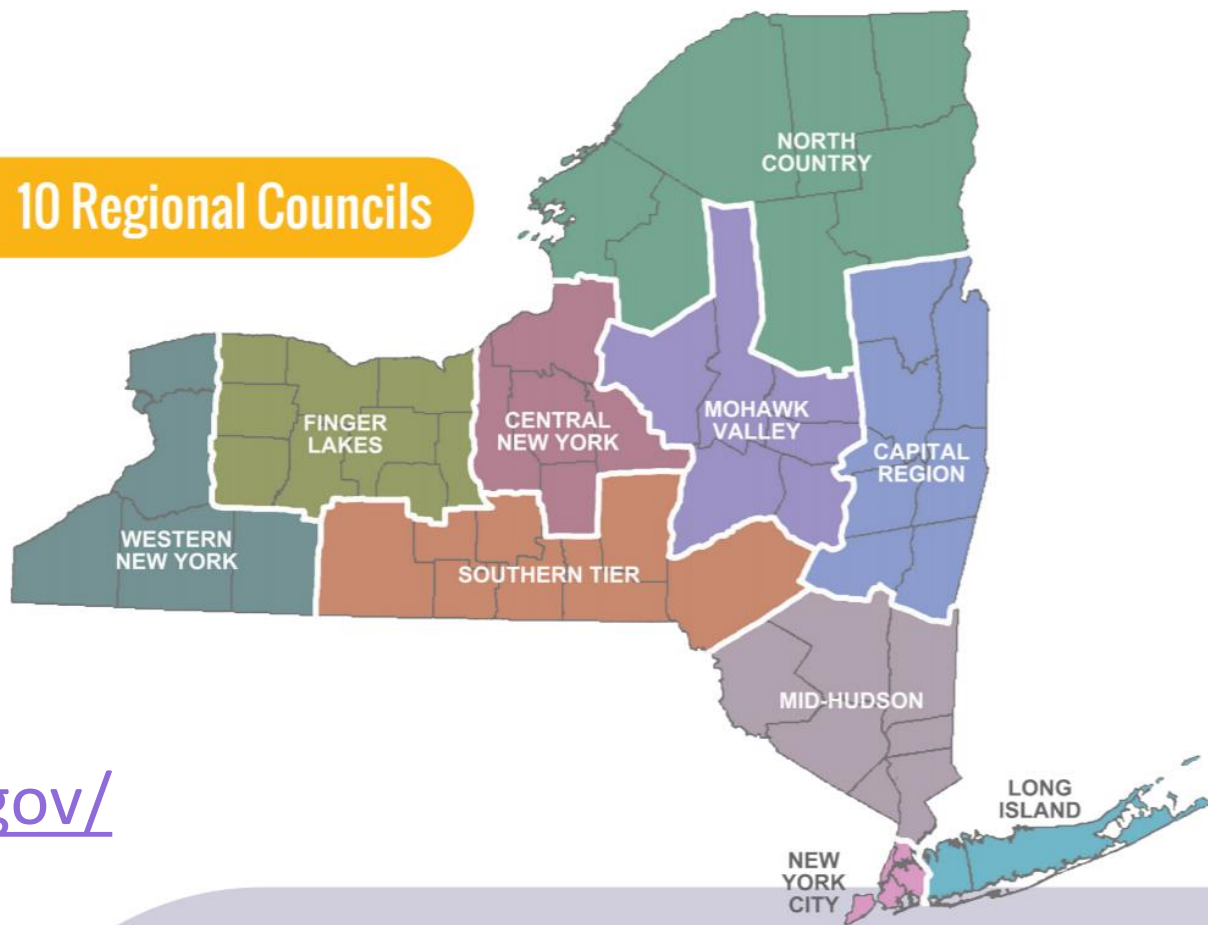 10 Regional Councils
NORTH
COUNTRY
FINGER
LAKES
CENTRAL
NEW YORK
MOHAWK
VALLEY
CAPITAL
REGION
WESTERN
NEW YORK
SOUTHERN TIER
MID-HUDSON
gov/
LONG
ISLAND
NEW
YORK
CITY